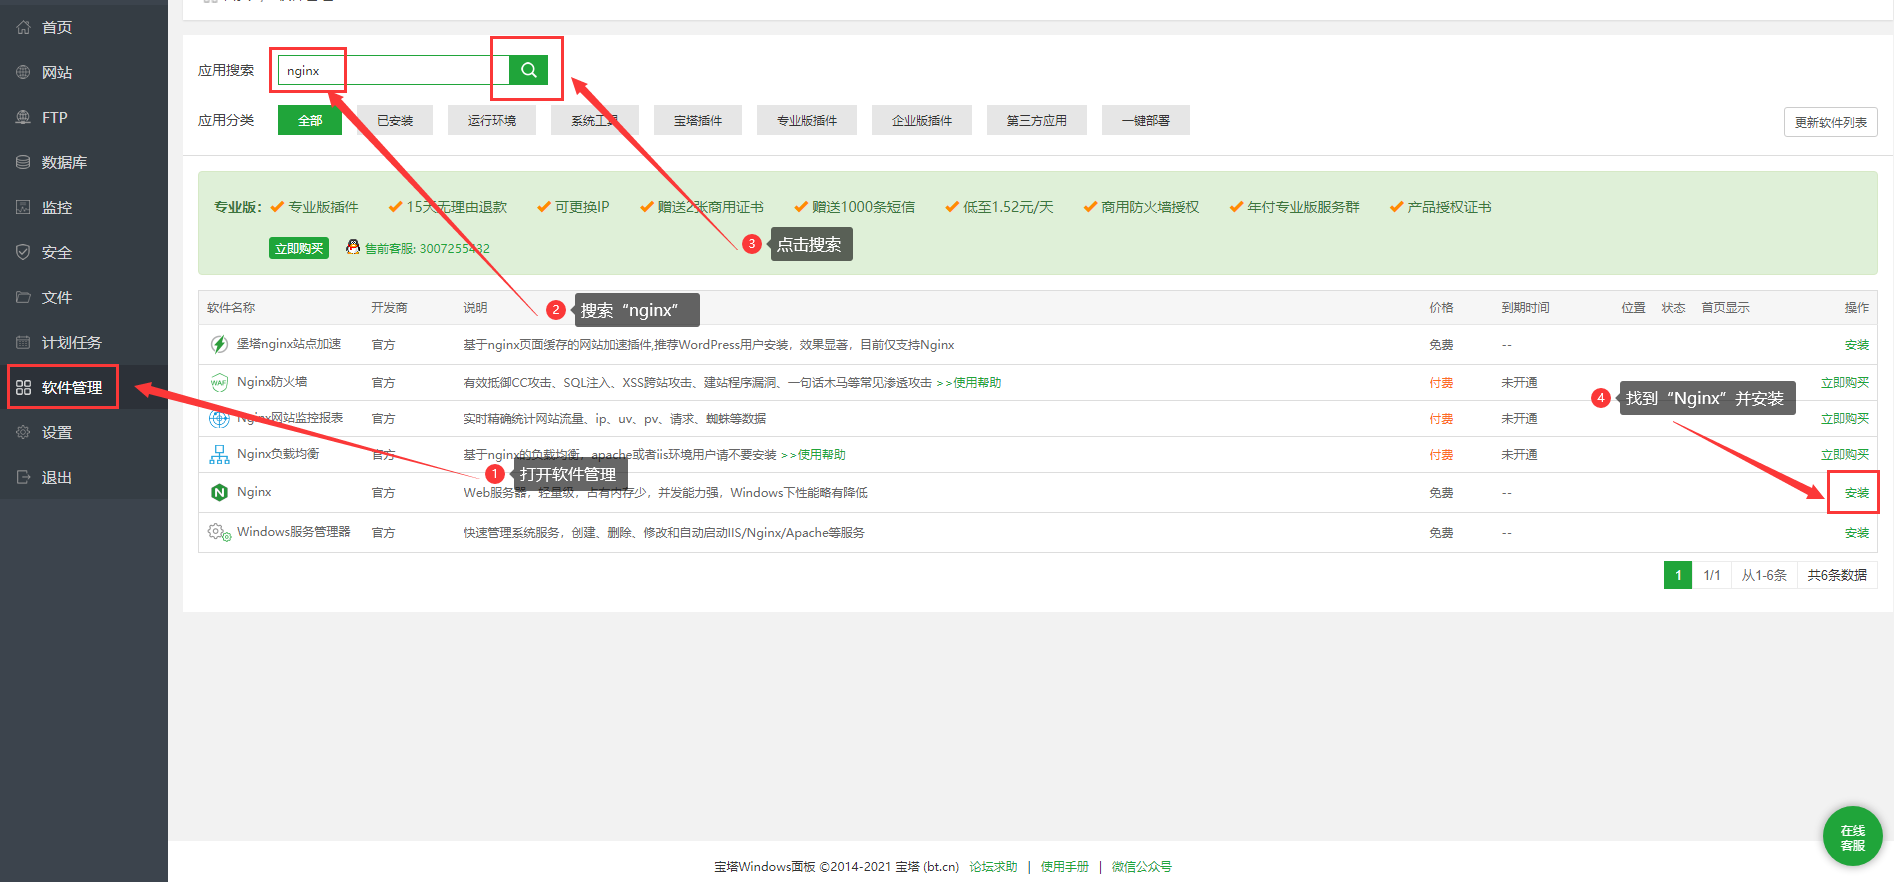 首页
网站
FTP
数据库
监控
安全
文件
计划任务
软件管理
设置
退出
应用搜索 nginx
应用分类 全部 已安装 运行环境 系统工具 宝塔插件 专业版插件 企业版插件 第三方应用 一键部署 更新软件列表
专业版： 专业版插件 15天无理由退款 可更换IP 赠送2张商用证书 赠送1000条短信 低至1.52元/天 商用防火墙授权 年付专业版服务群 产品授权证书
立即购买 售前客服: 3007255432
3 点击搜索
2 搜索“nginx”
软件名称 开发商 说明 价格 到期时间 位置 状态 首页显示 操作
堡塔nginx站点加速 官方 基于nginx页面缓存的网站加速插件,推荐WordPress用户安装，效果显著，目前仅支持Nginx 免费 -- 安装
Nginx防火墙 官方 有效抵御CC攻击、SQL注入、XSS跨站攻击、建站程序漏洞、一句话木马等常见渗透攻击 >>使用帮助 付费 未开通 立即购买
4 找到“Nginx”并安装
Nginx网站监控报表 官方 实时精确统计网站流量、ip、uv、pv、请求、蜘蛛等数据 付费 未开通 立即购买
Nginx负载均衡 官方 基于nginx的负载均衡，apache或者iis环境用户请不要安装 >>使用帮助 付费 未开通 立即购买
1 打开软件管理
Nginx 官方 Web服务器，轻量级，占有内存少，并发能力强，Windows下性能略有降低 免费 -- 安装
Windows服务管理器 官方 快速管理系统服务，创建、删除、修改和自动启动IIS/Nginx/Apache等服务 免费 -- 安装
1 1/1 从1-6条 共6条数据
在线
客服
宝塔Windows面板 ©2014-2021 宝塔 (bt.cn) 论坛求助 | 使用手册 | 微信公众号